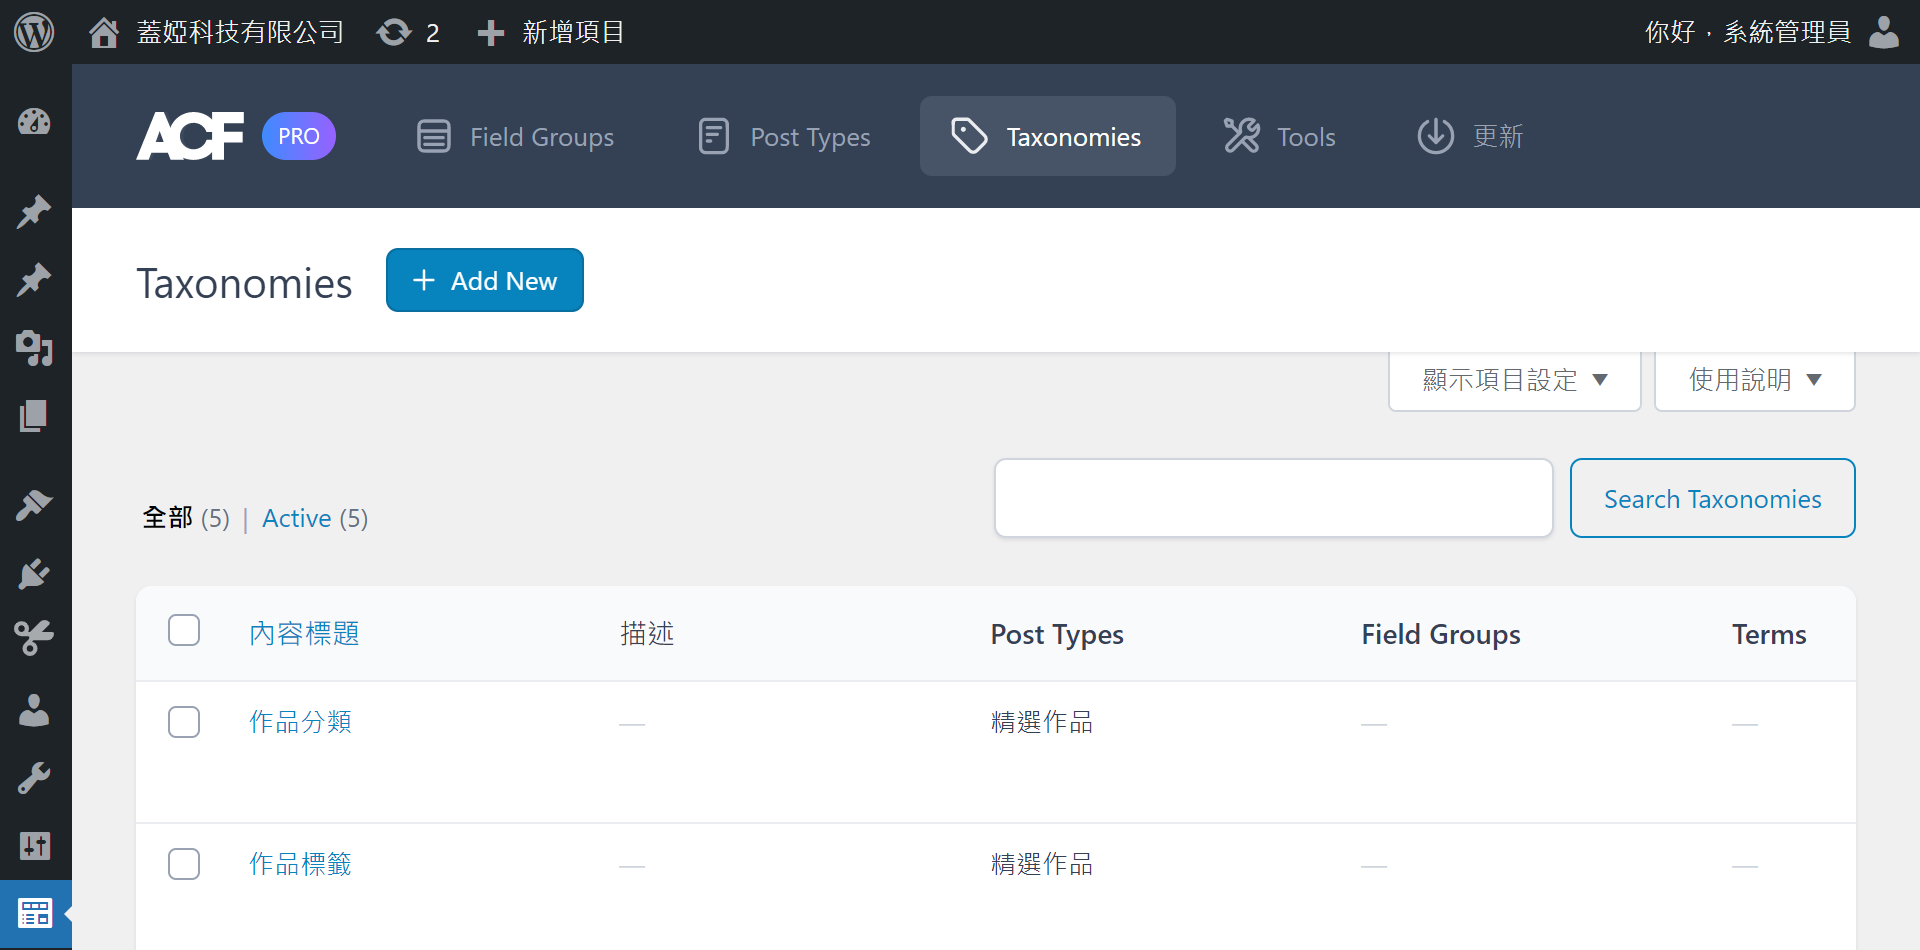 蓋婭科技有限公司 2 新增項目 你好，系統管理員
ACF PRO Field Groups Post Types Taxonomies Tools 更新
Taxonomies + Add New
顯示項目設定 ▼ 使用說明 ▼
全部 (5) | Active (5) Search Taxonomies
內容標題 描述 Post Types Field Groups Terms
作品分類 — 精選作品 — —
作品標籤 — 精選作品 — —